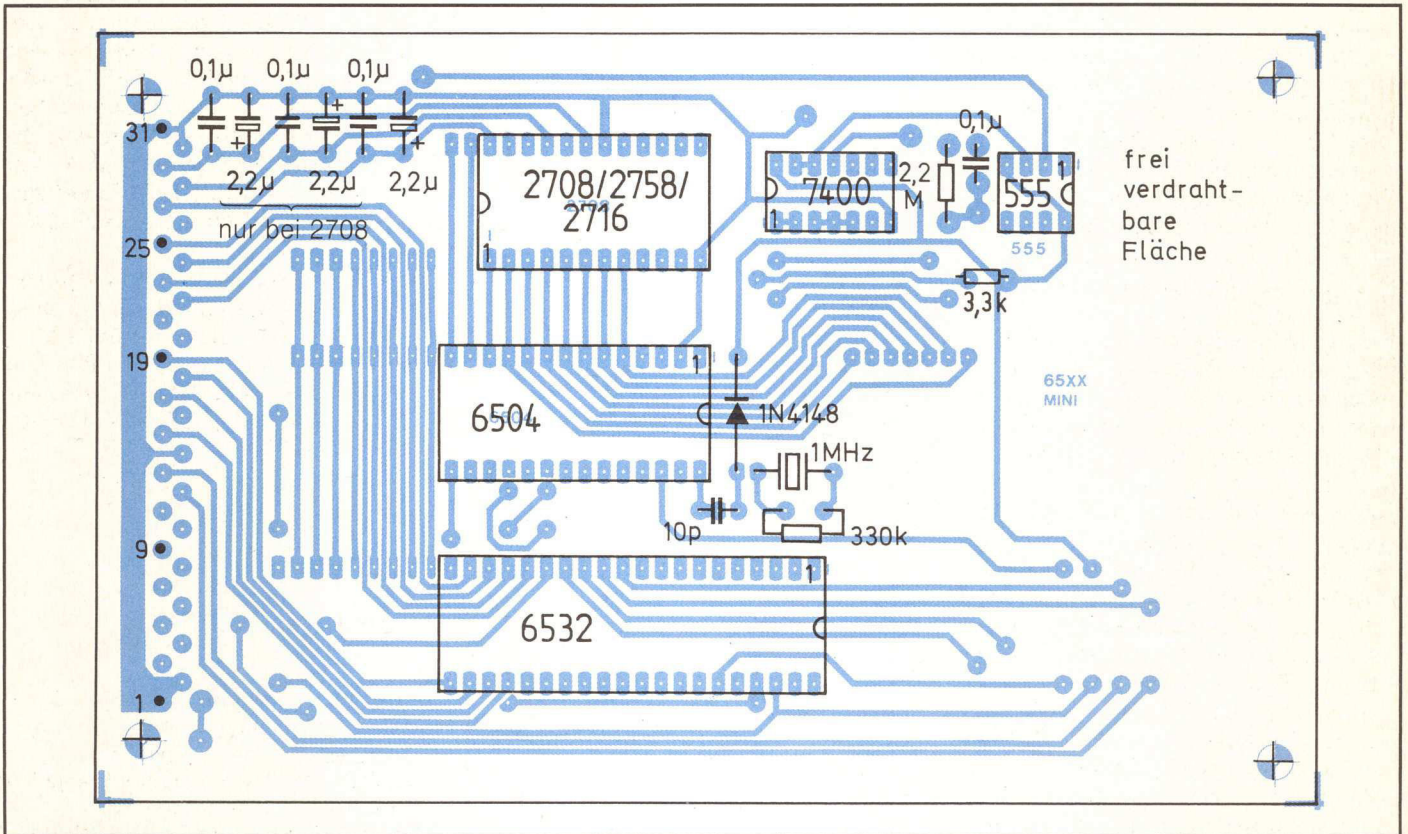 0,1µ 0,1µ 0,1µ
31
+
+
+
2,2µ 2,2µ 2,2µ
nur bei 2708
25
19
9
1
2708/2758/
2716
1
7400
1
2,2
M
0,1µ
555
1
555
3,3k
frei
verdraht-
bare
Fläche
65XX
MINI
6504
1
1N4148
1MHz
10p
330k
6532
1